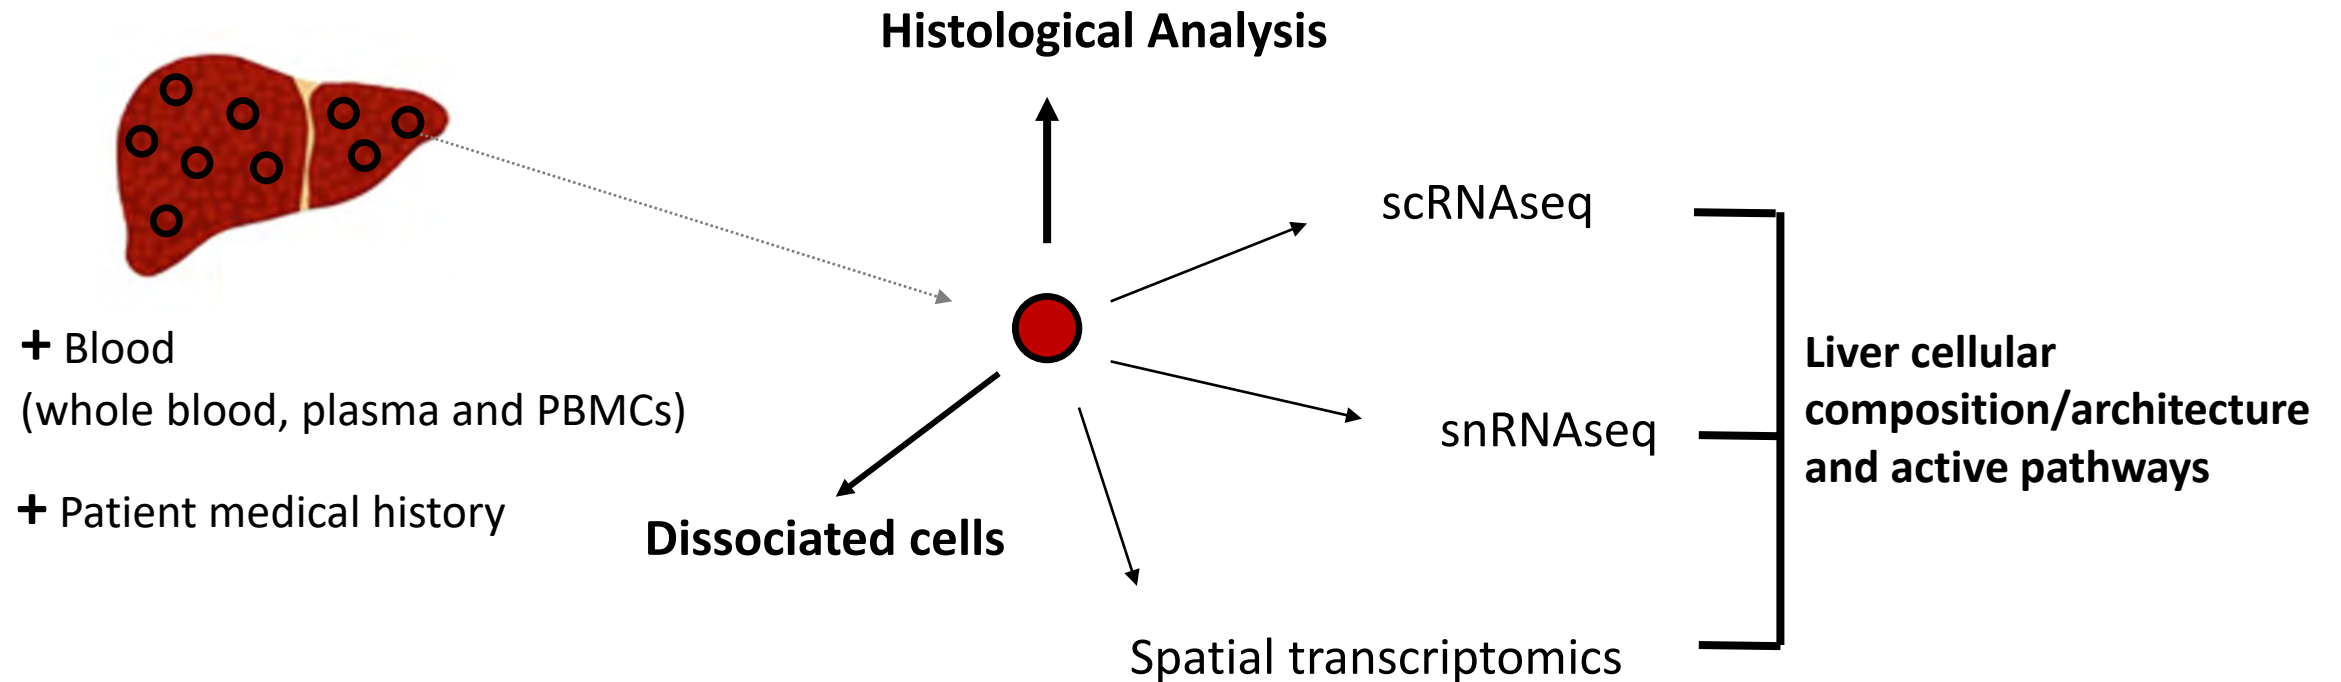 Histological Analysis
scRNAseq
+ Blood
(whole blood, plasma and PBMCs)
+ Patient medical history
Dissociated cells
snRNAseq
Spatial transcriptomics
Liver cellular
composition/architecture
and active pathways